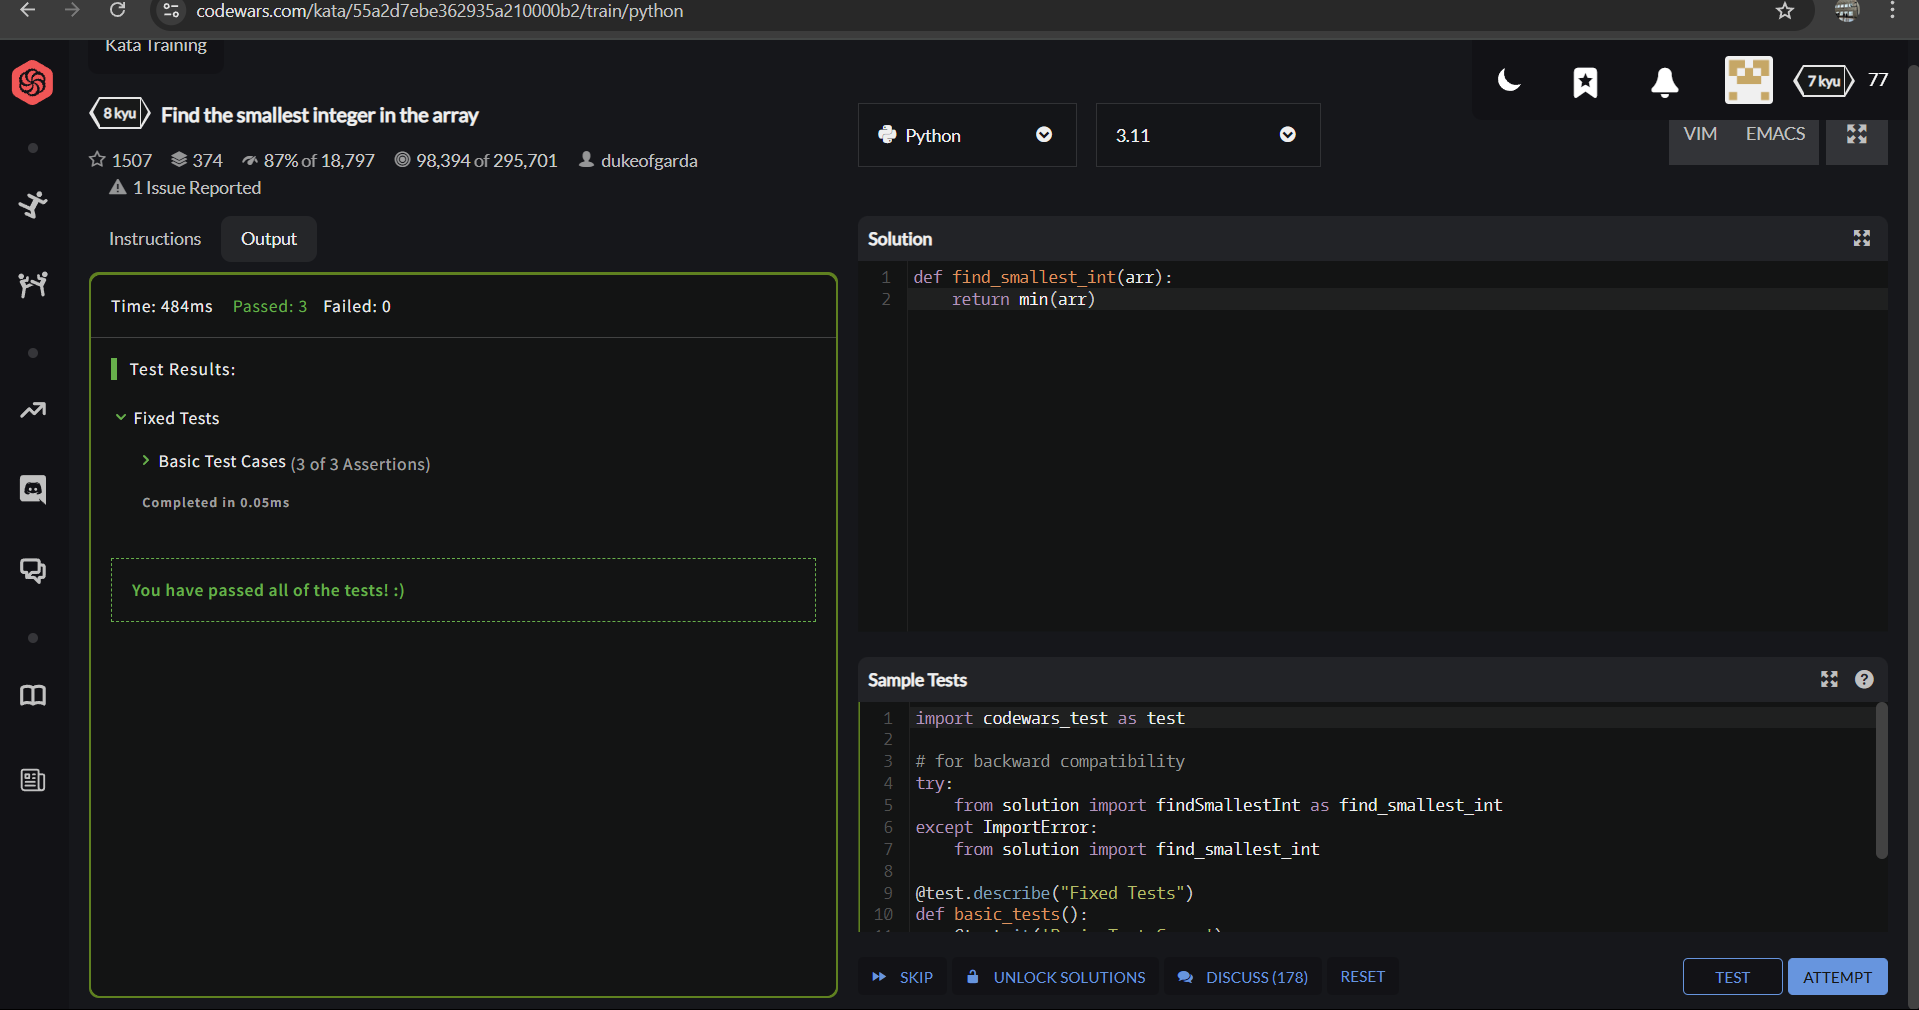 codewars.com/kata/55a2d7ebe362935a210000b2/train/python
Kata Training
7 kyu 77
8 kyu Find the smallest integer in the array
1507 374 87% of 18,797 98,394 of 295,701 dukeofgarda
1 Issue Reported
Python
3.11
VIM EMACS
Instructions Output
Time: 484ms Passed: 3 Failed: 0
Test Results:
Fixed Tests
Basic Test Cases (3 of 3 Assertions)
Completed in 0.05ms
You have passed all of the tests! :)
Solution
1 def find_smallest_int(arr):
2     return min(arr)
Sample Tests
1 import codewars_test as test
2
3 # for backward compatibility
4 try:
5     from solution import findSmallestInt as find_smallest_int
6 except ImportError:
7     from solution import find_smallest_int
8
9 @test.describe("Fixed Tests")
10 def basic_tests():
SKIP UNLOCK SOLUTIONS DISCUSS (178) RESET TEST ATTEMPT